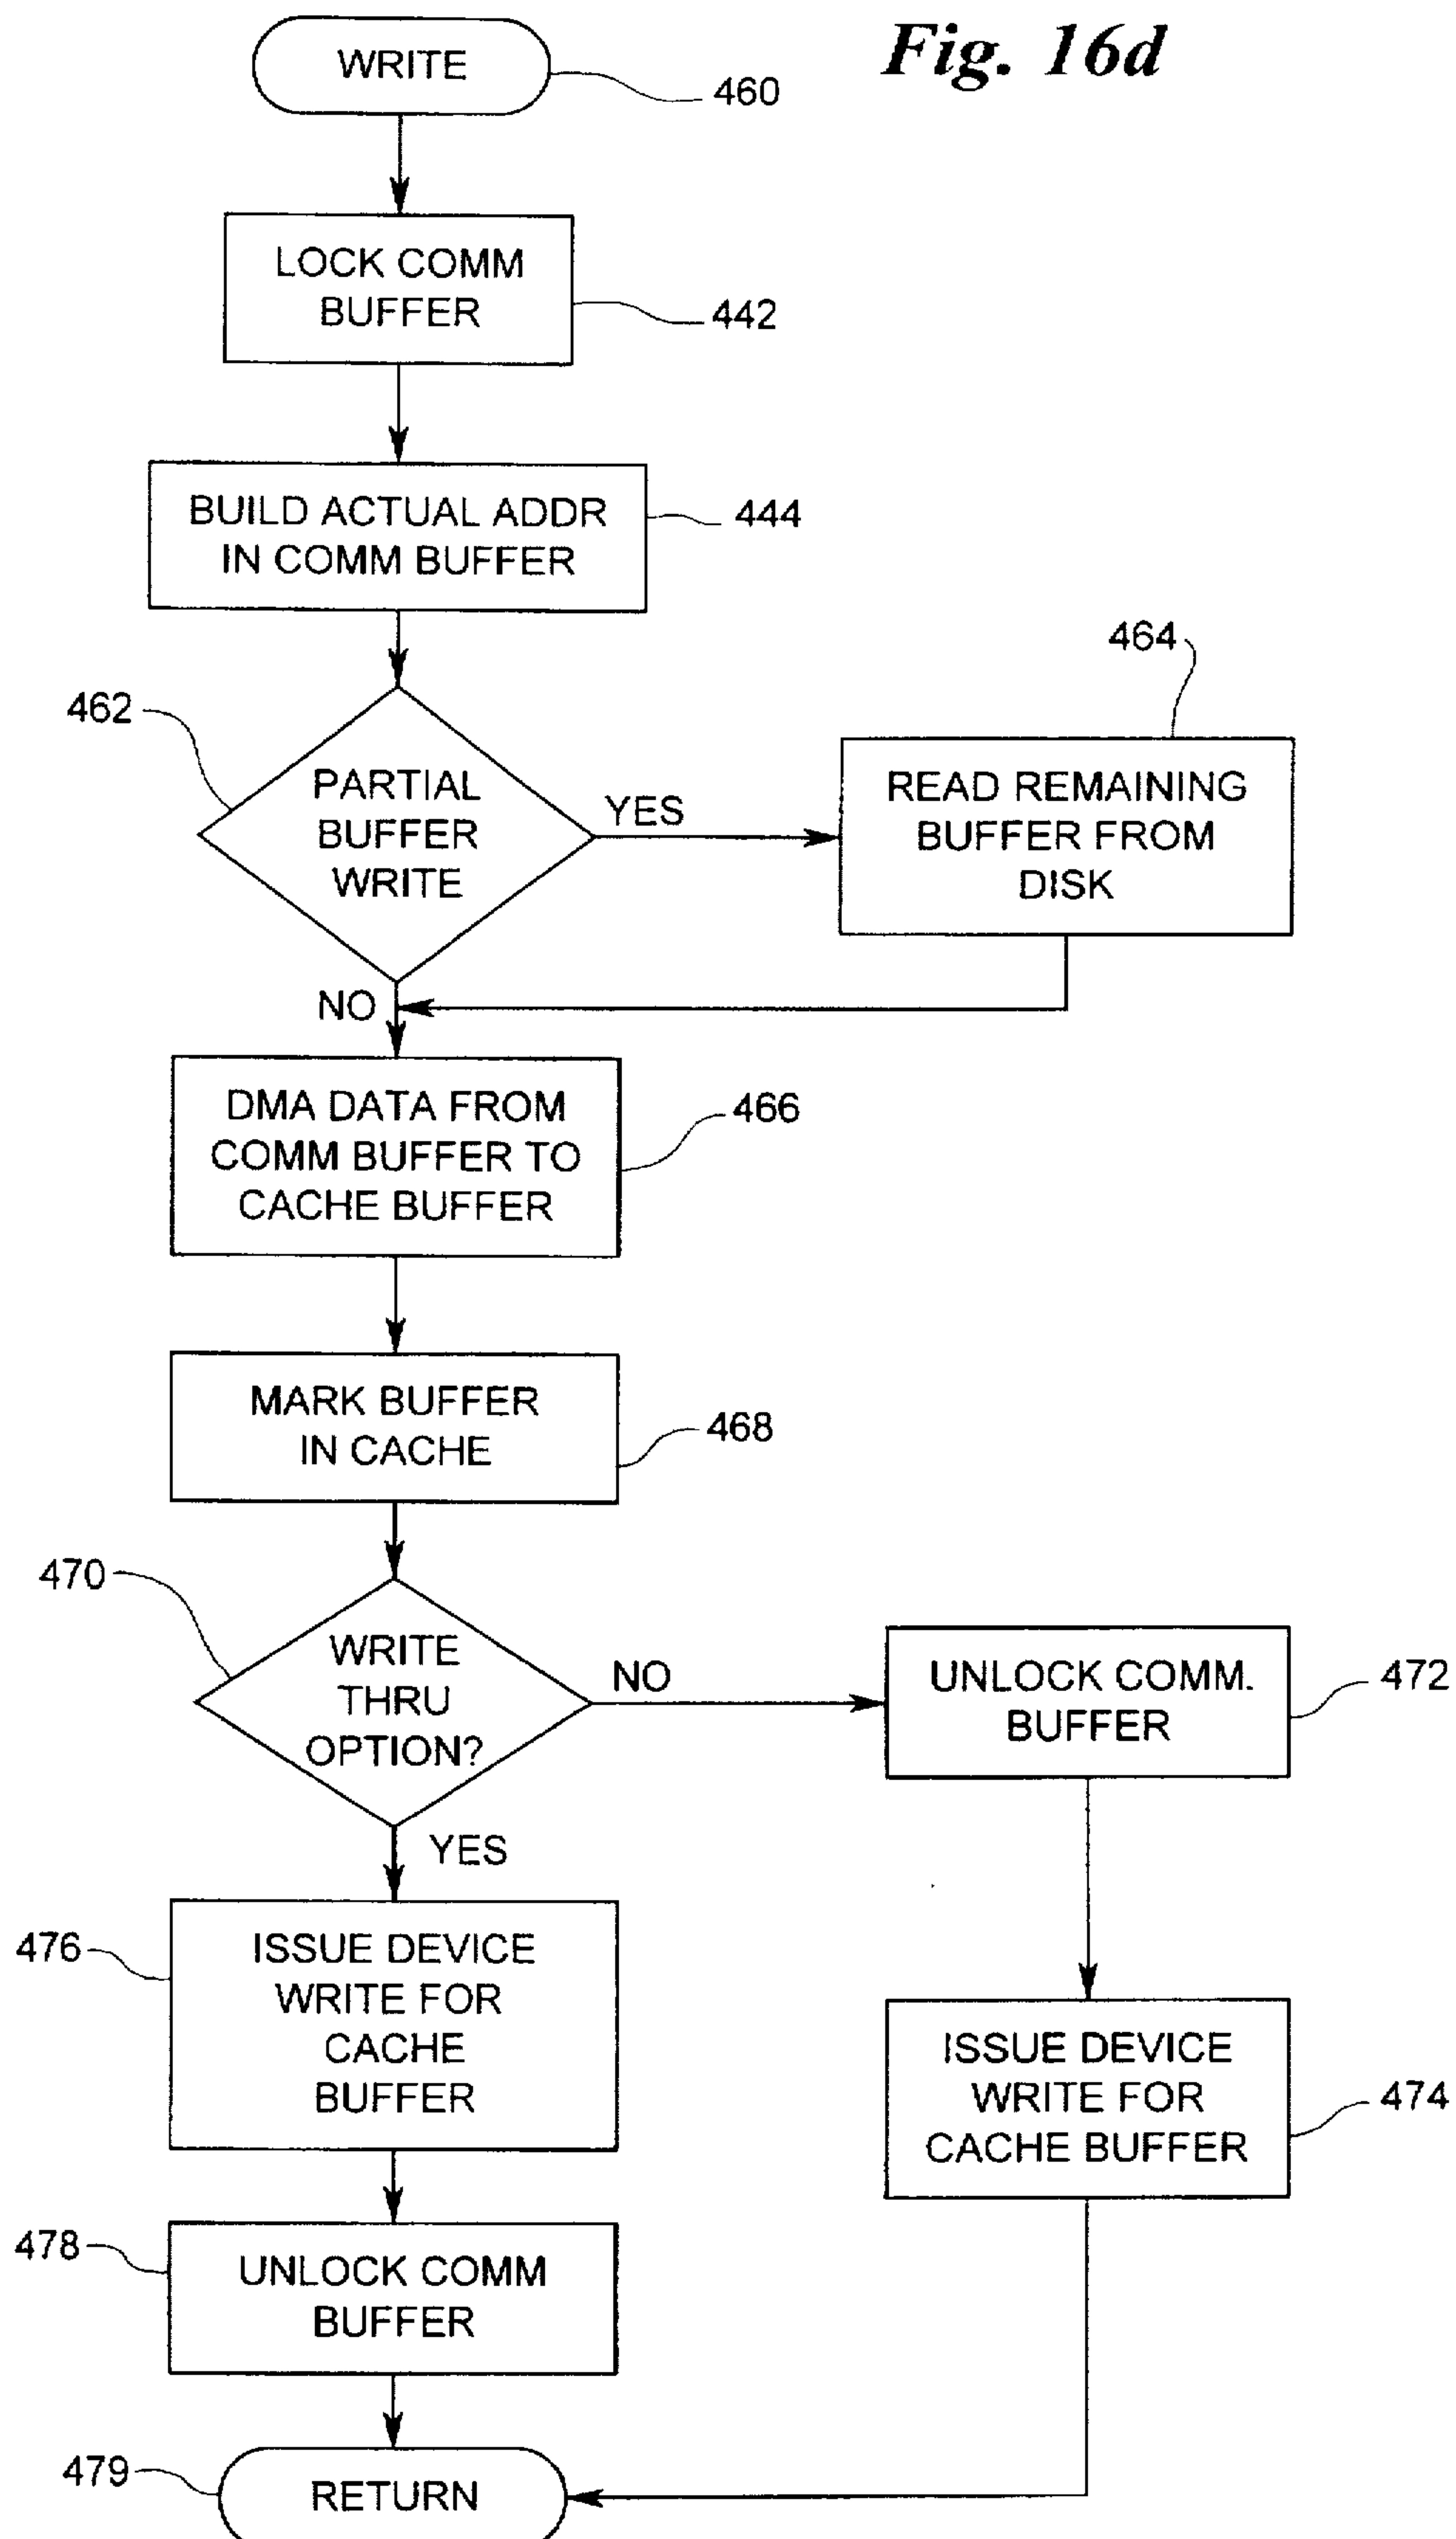 Fig. 16d
WRITE
460
LOCK COMM
BUFFER
442
BUILD ACTUAL ADDR
IN COMM BUFFER
444
462
PARTIAL
BUFFER
WRITE
YES
464
READ REMAINING
BUFFER FROM
DISK
NO
DMA DATA FROM
COMM BUFFER TO
CACHE BUFFER
466
MARK BUFFER
IN CACHE
468
470
WRITE
THRU
OPTION?
NO
UNLOCK COMM.
BUFFER
472
YES
476
ISSUE DEVICE
WRITE FOR
CACHE
BUFFER
ISSUE DEVICE
WRITE FOR
CACHE BUFFER
474
478
UNLOCK COMM
BUFFER
479
RETURN